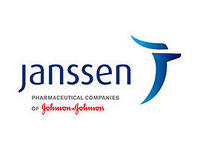 janssen
PHARMACEUTICAL COMPANIES
OF Johnson & Johnson